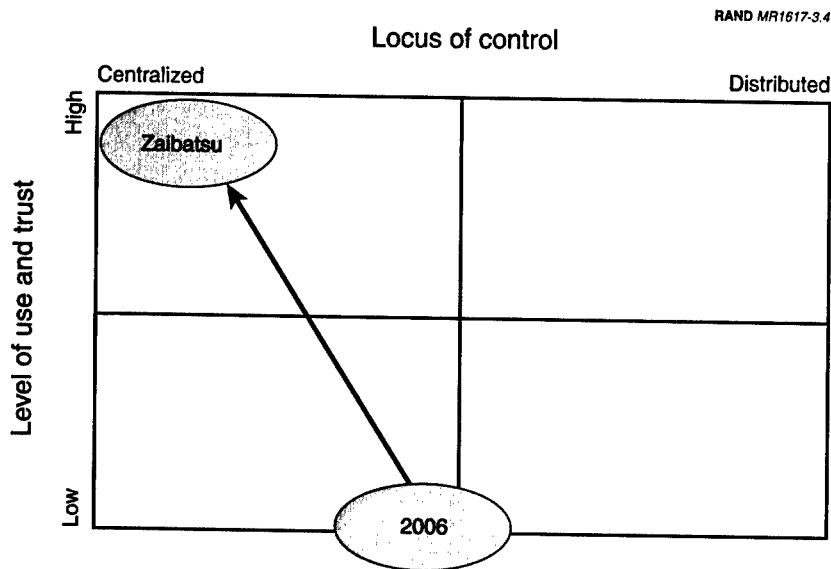 RAND MR1617-3.4
Locus of control
Centralized
Distributed
High
Zaibatsu
Level of use and trust
Low
2006